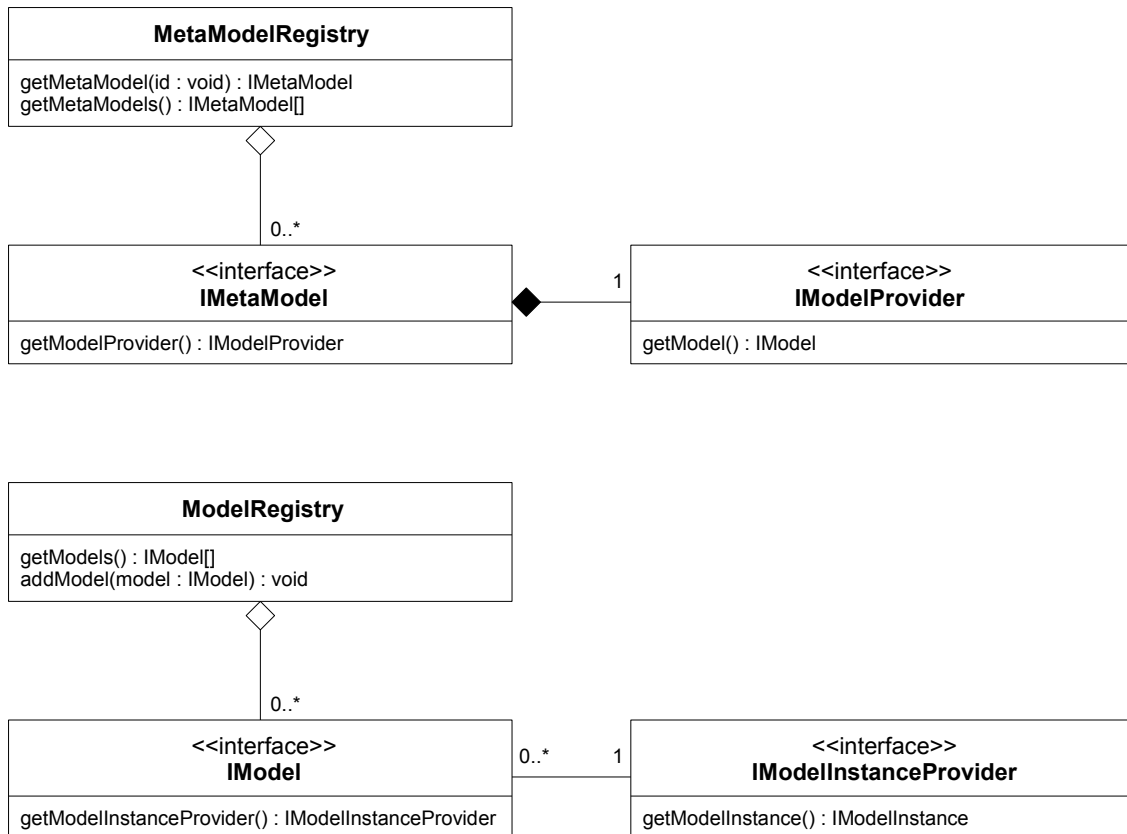 MetaModelRegistry
getMetaModel(id : void) : IMetaModel
getMetaModels() : IMetaModel[]
0..*
<<interface>>
IMetaModel
getModelProvider() : IModelProvider
1
<<interface>>
IModelProvider
getModel() : IModel
ModelRegistry
getModels() : IModel[]
addModel(model : IModel) : void
0..*
<<interface>>
IModel
getModelInstanceProvider() : IModelInstanceProvider
0..*
1
<<interface>>
IModelInstanceProvider
getModelInstance() : IModelInstance